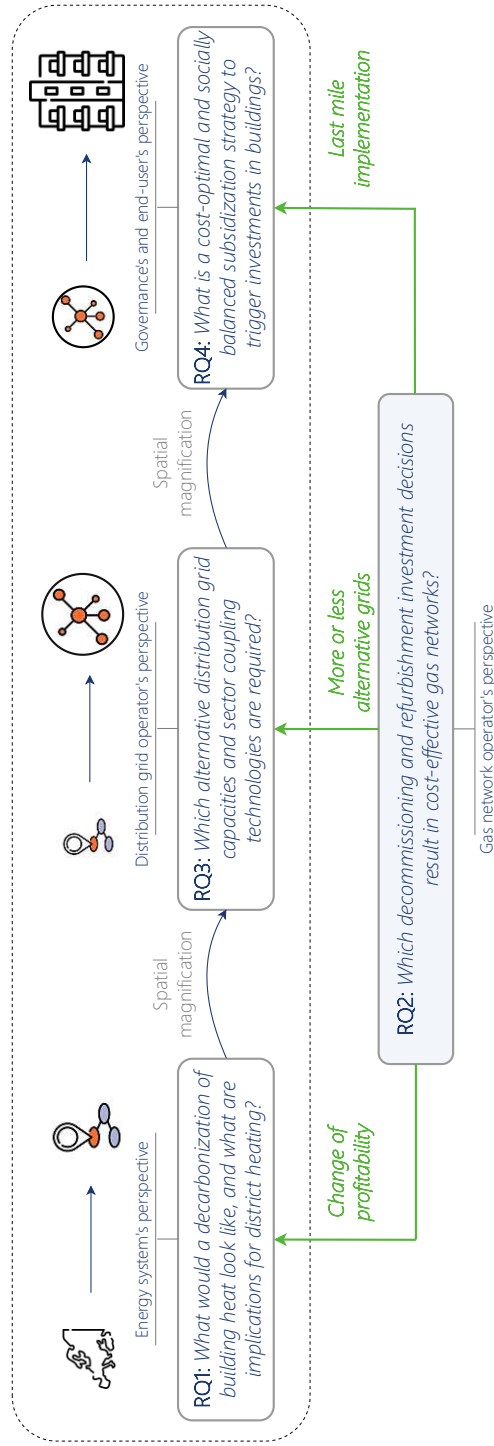 Energy system's perspective
RQ1: What would a decarbonization of
building heat look like, and what are
implications for district heating?
Spatial
magnification
Distribution grid operator's perspective
RQ3: Which alternative distribution grid
capacities and sector coupling
technologies are required?
Spatial
magnification
Governance's and end-user's perspective
RQ4: What is a cost-optimal and socially
balanced subsidization strategy to
trigger investments in buildings?
Change of
profitability
More or less
alternative grids
Last mile
implementation
RQ2: Which decommissioning and refurbishment investment decisions
result in cost-effective gas networks?
Gas network operator's perspective